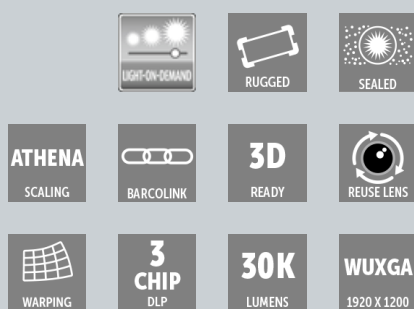 LIGHT-ON-DEMAND
RUGGED
SEALED
ATHENA
SCALING
BARCOLINK
3D
READY
REUSE LENS
WARPING
3
CHIP
DLP
30K
LUMENS
WUXGA
1920 X 1200